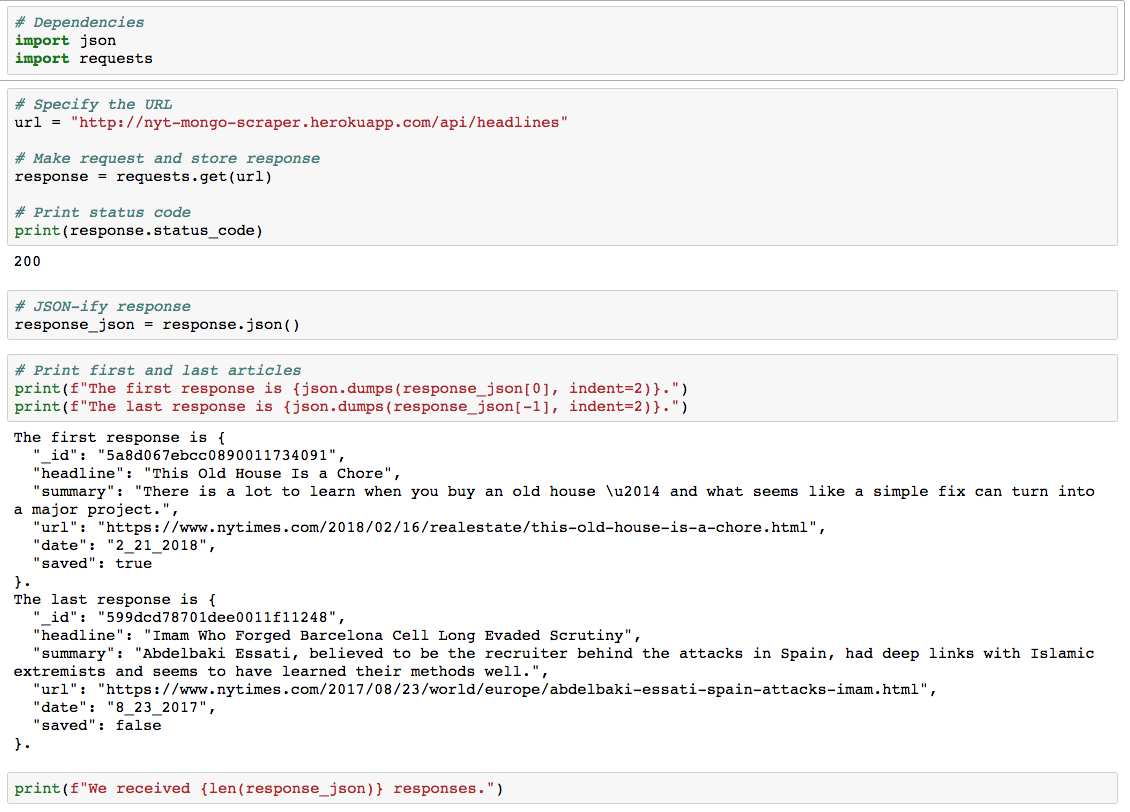 # Dependencies
import json
import requests
# Specify the URL
url = "http://nyt-mongo-scraper.herokuapp.com/api/headlines"
# Make request and store response
response = requests.get(url)
# Print status code
print(response.status_code)
200
# JSON-ify response
response_json = response.json()
# Print first and last articles
print(f"The first response is {json.dumps(response_json[0], indent=2)}.")
print(f"The last response is {json.dumps(response_json[-1], indent=2)}.")
The first response is {
  "_id": "5a8d067ebcc0890011734091",
  "headline": "This Old House Is a Chore",
  "summary": "There is a lot to learn when you buy an old house \u2014 and what seems like a simple fix can turn into
a major project.",
  "url": "https://www.nytimes.com/2018/02/16/realestate/this-old-house-is-a-chore.html",
  "date": "2_21_2018",
  "saved": true
}.
The last response is {
  "_id": "599dcd78701dee0011f11248",
  "headline": "Imam Who Forged Barcelona Cell Long Evaded Scrutiny",
  "summary": "Abdelbaki Essati, believed to be the recruiter behind the attacks in Spain, had deep links with Islamic
extremists and seems to have learned their methods well.",
  "url": "https://www.nytimes.com/2017/08/23/world/europe/abdelbaki-essati-spain-attacks-imam.html",
  "date": "8_23_2017",
  "saved": false
}.
print(f"We received {len(response_json)} responses.")